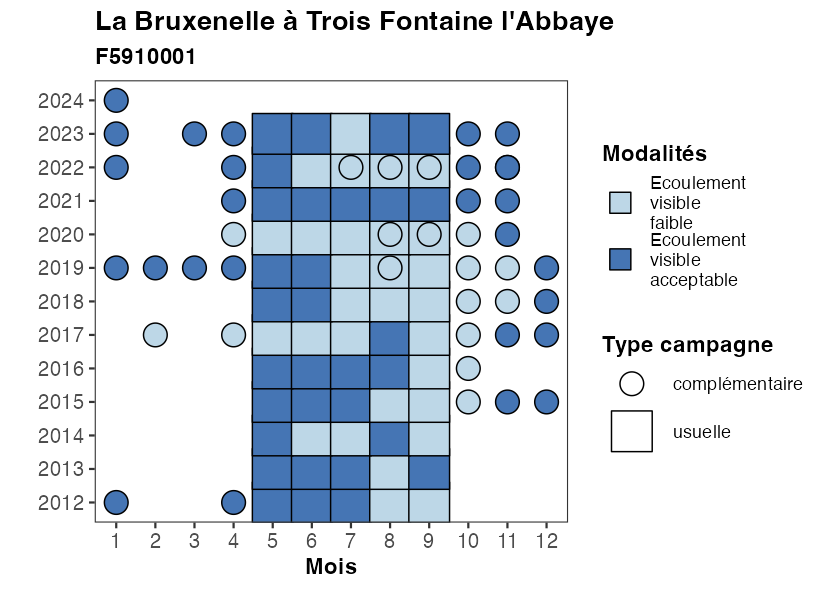 La Bruxenelle à Trois Fontaine l'Abbaye
F5910001
2024
2023
2022
2021
2020
2019
2018
2017
2016
2015
2014
2013
2012
1 2 3 4 5 6 7 8 9 10 11 12
Mois
Modalités
Ecoulement
visible
faible
Ecoulement
visible
acceptable
Type campagne
complémentaire
usuelle